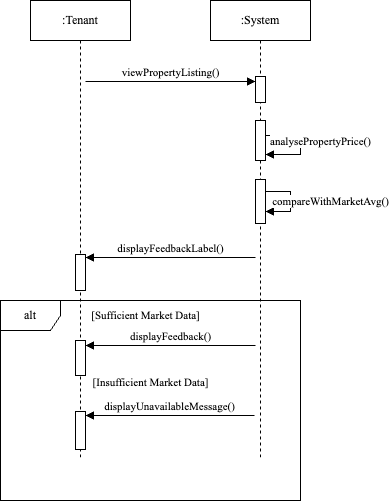 :Tenant
:System
viewPropertyListing()
analysePropertyPrice()
compareWithMarketAvg()
displayFeedbackLabel()
alt
[Sufficient Market Data]
displayFeedback()
[Insufficient Market Data]
displayUnavailableMessage()